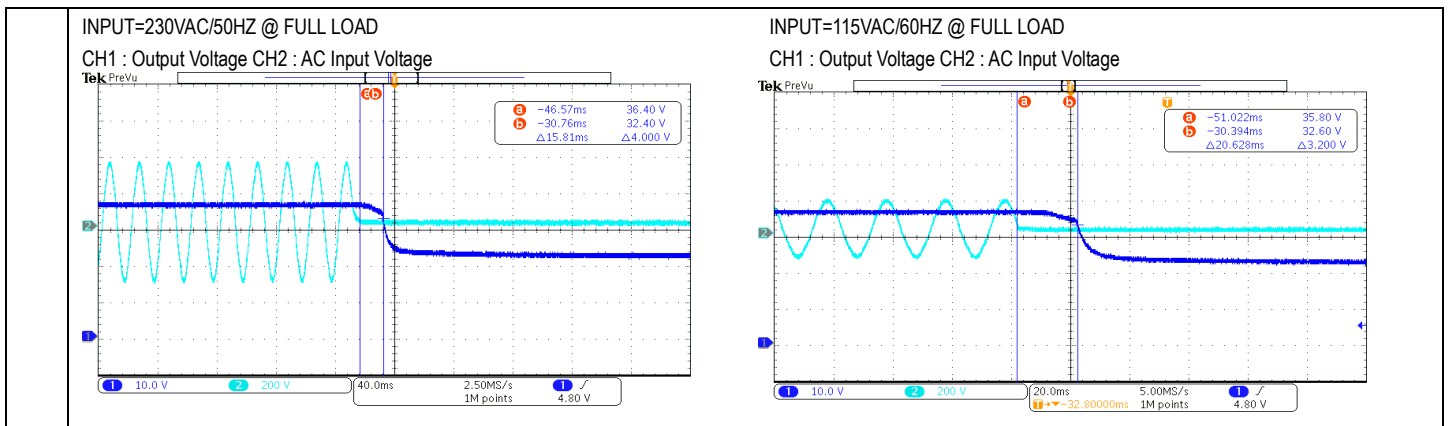 INPUT=230VAC/50HZ @ FULL LOAD
CH1 : Output Voltage CH2 : AC Input Voltage
Tek PreVu
T
a b
a -46.57ms 36.40 V
b -30.76ms 32.40 V
△15.81ms △4.000 V
2
1
1 10.0 V 2 200 V 40.0ms 2.50MS/s 1 ∫
1M points 4.80 V
INPUT=115VAC/60HZ @ FULL LOAD
CH1 : Output Voltage CH2 : AC Input Voltage
Tek PreVu
T
a b T
a -51.022ms 35.80 V
b -30.394ms 32.60 V
△20.628ms △3.200 V
2
1
1 10.0 V 2 200 V 20.0ms 5.00MS/s 1 ∫
T→▼-32.80000ms 1M points 4.80 V